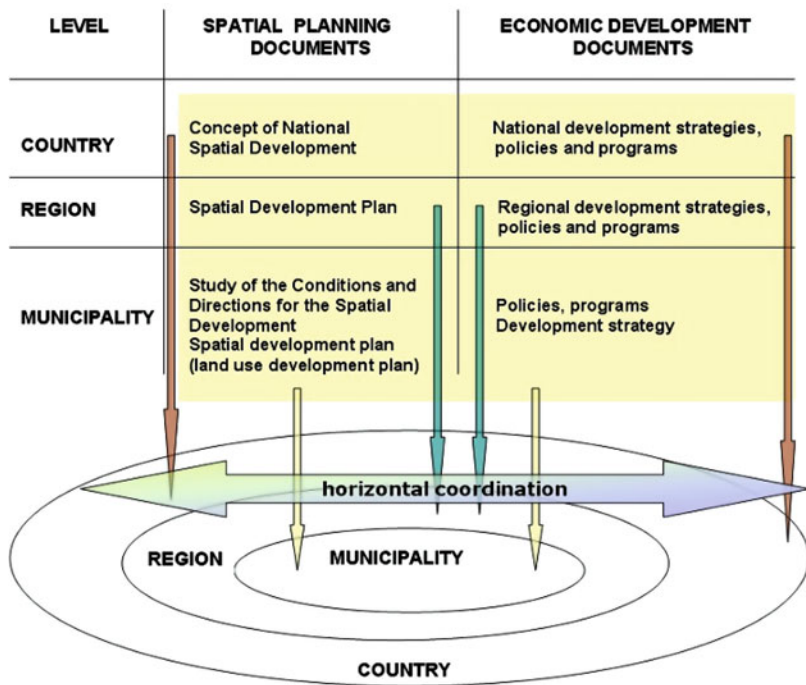 LEVEL
SPATIAL PLANNING
DOCUMENTS
ECONOMIC DEVELOPMENT
DOCUMENTS
COUNTRY
Concept of National
Spatial Development
National development strategies,
policies and programs
REGION
Spatial Development Plan
Regional development strategies,
policies and programs
MUNICIPALITY
Study of the Conditions and
Directions for the Spatial
Development
Spatial development plan
(land use development plan)
Policies, programs
Development strategy
horizontal coordination
REGION
MUNICIPALITY
COUNTRY